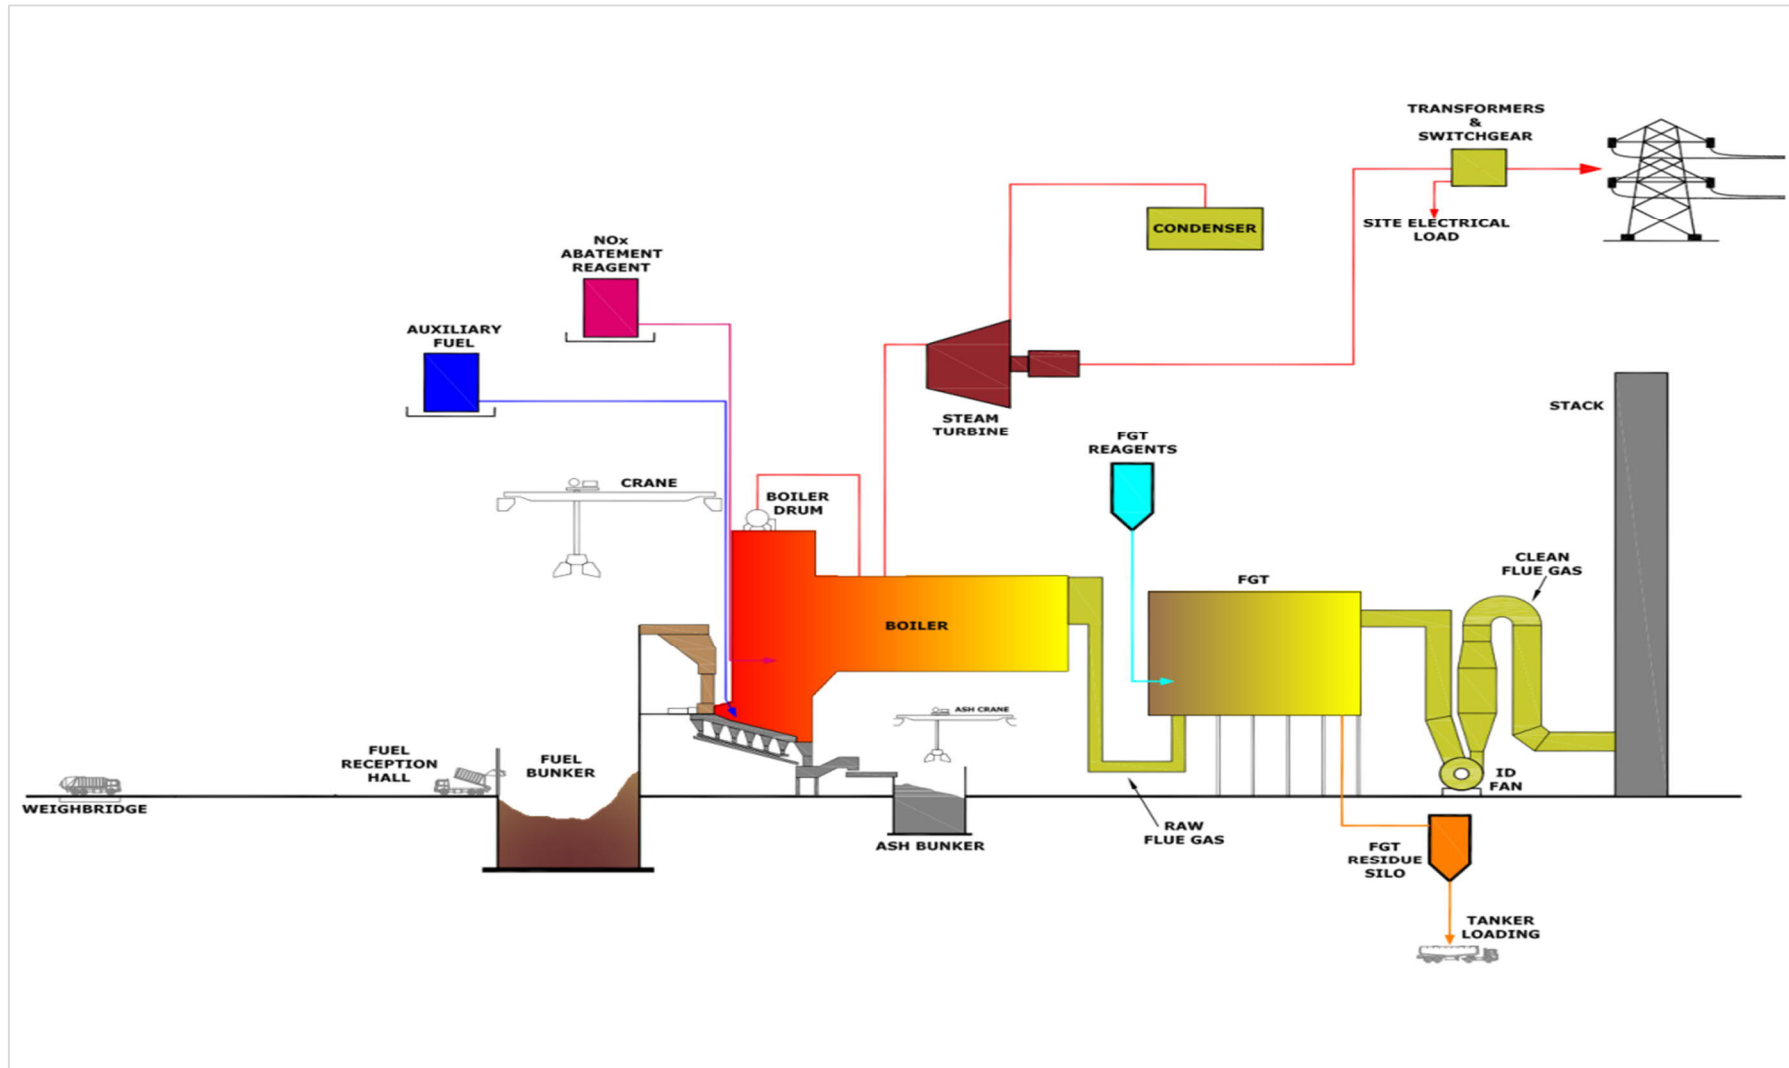 TRANSFORMERS
&
SWITCHGEAR
SITE ELECTRICAL
LOAD
CONDENSER
NOx
ABATEMENT
REAGENT
AUXILIARY
FUEL
STEAM
TURBINE
STACK
FGT
REAGENTS
CRANE
BOILER
DRUM
CLEAN
FLUE GAS
FGT
BOILER
ASH CRANE
FUEL
RECEPTION
HALL
FUEL
BUNKER
ID
FAN
WEIGHBRIDGE
RAW
FLUE GAS
ASH BUNKER
FGT
RESIDUE
SILO
TANKER
LOADING